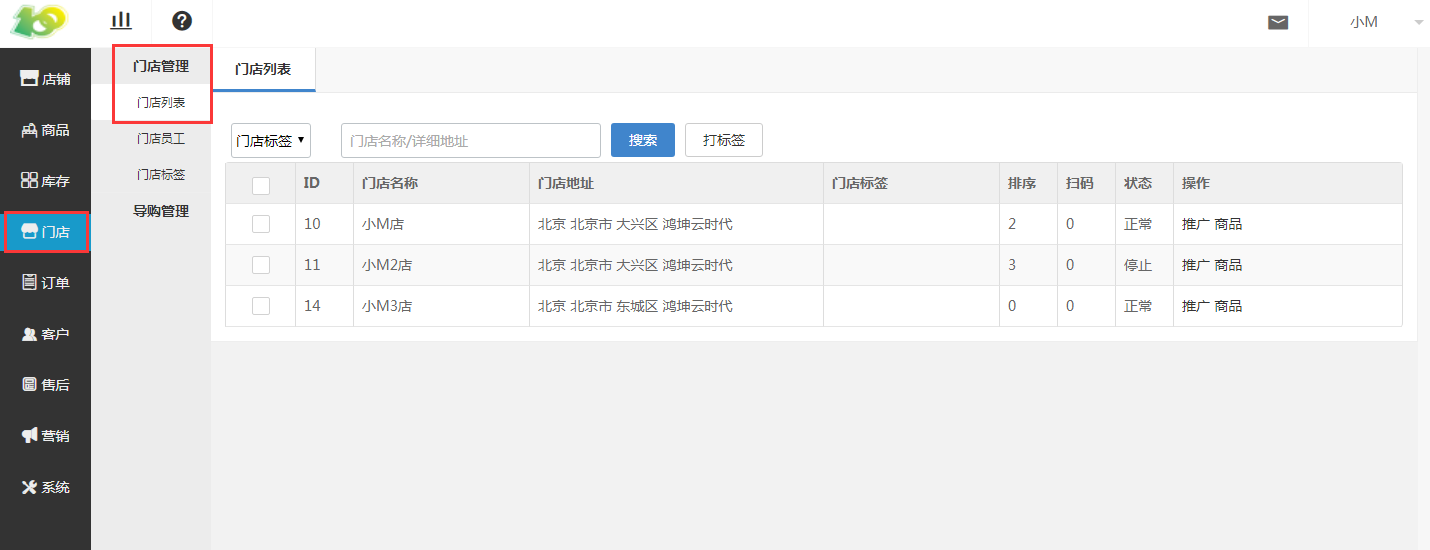 小M
店铺
商品
库存
门店
订单
客户
售后
营销
系统
门店管理
门店列表
门店员工
门店标签
导购管理
门店列表
门店标签 门店名称/详细地址 搜索 打标签
ID 门店名称 门店地址 门店标签 排序 扫码 状态 操作
10 小M店 北京 北京市 大兴区 鸿坤云时代 2 0 正常 推广 商品
11 小M2店 北京 北京市 大兴区 鸿坤云时代 3 0 停止 推广 商品
14 小M3店 北京 北京市 东城区 鸿坤云时代 0 0 正常 推广 商品